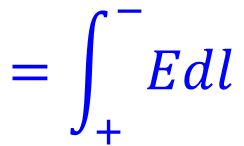 = ∫₊⁻ Edl